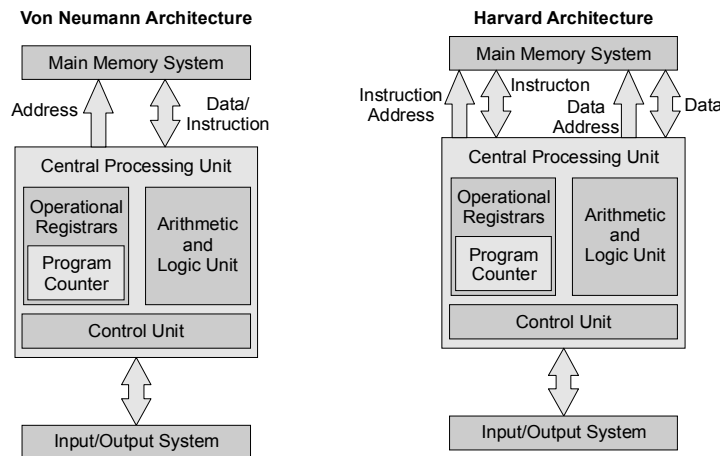 Von Neumann Architecture
Main Memory System
Address
Data/
Instruction
Central Processing Unit
Operational
Registrars
Program
Counter
Arithmetic
and
Logic Unit
Control Unit
Input/Output System
Harvard Architecture
Main Memory System
Instruction
Address
Instructon
Data
Address
Data
Central Processing Unit
Operational
Registrars
Program
Counter
Arithmetic
and
Logic Unit
Control Unit
Input/Output System